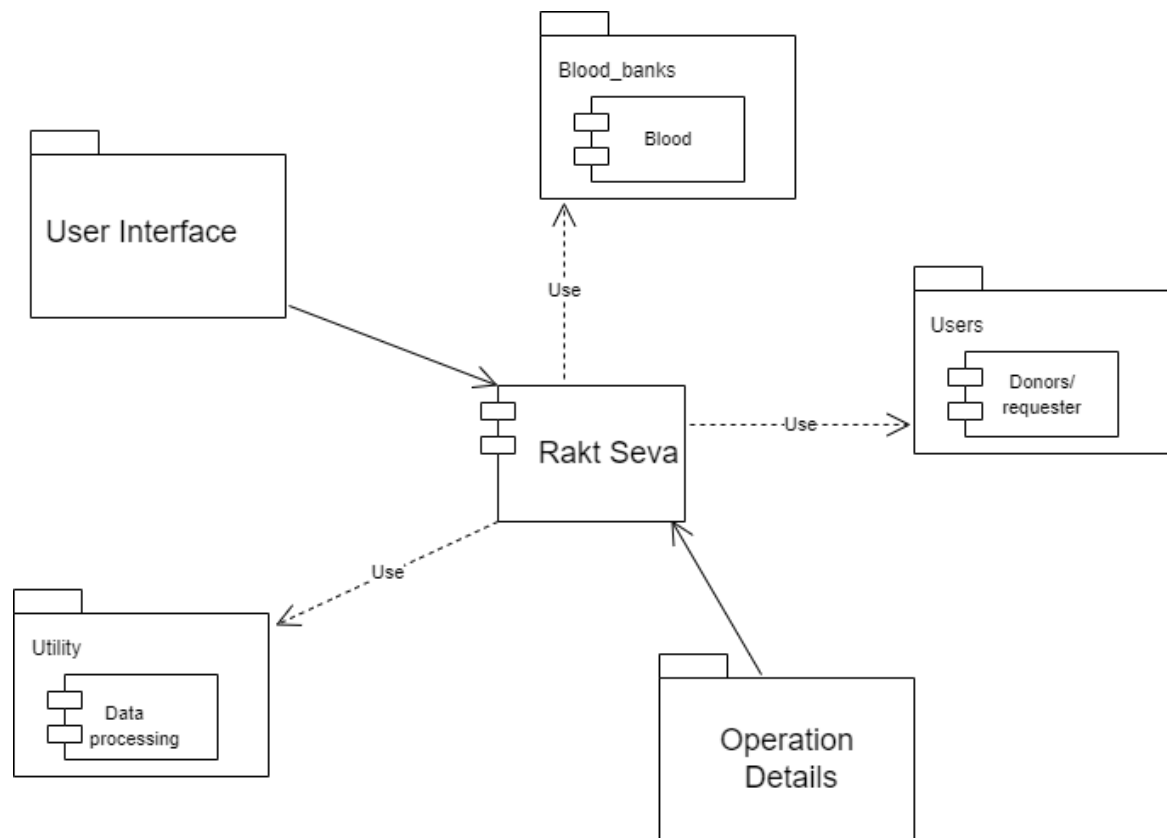 Blood_banks
Blood
User Interface
Use
Users
Donors/
requester
Use
Rakt Seva
Use
Utility
Data
processing
Operation
Details